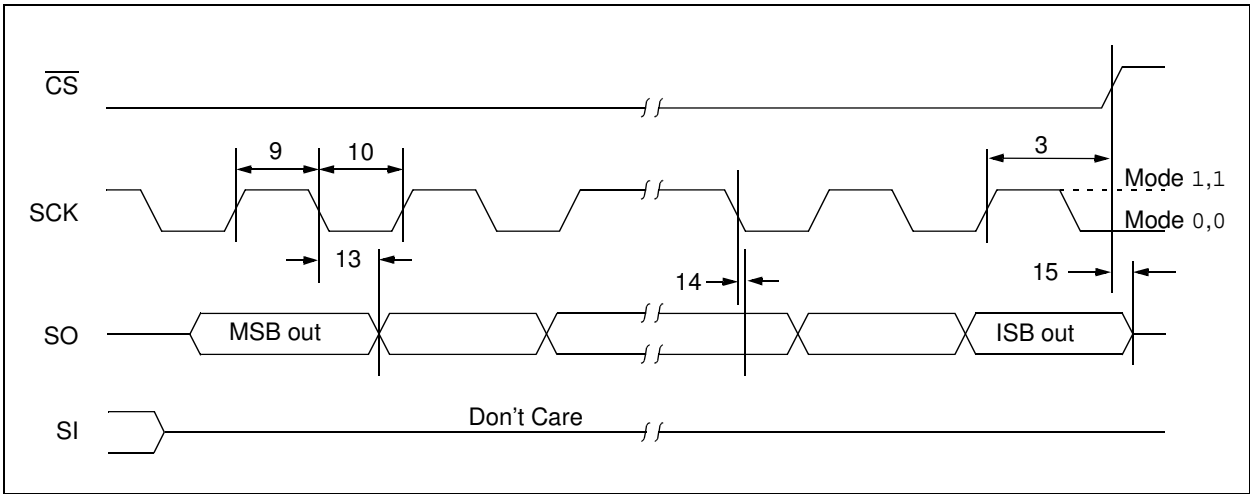 CS
9
10
3
Mode 1,1
SCK
Mode 0,0
13
14
15
SO
MSB out
ISB out
Don't Care
SI